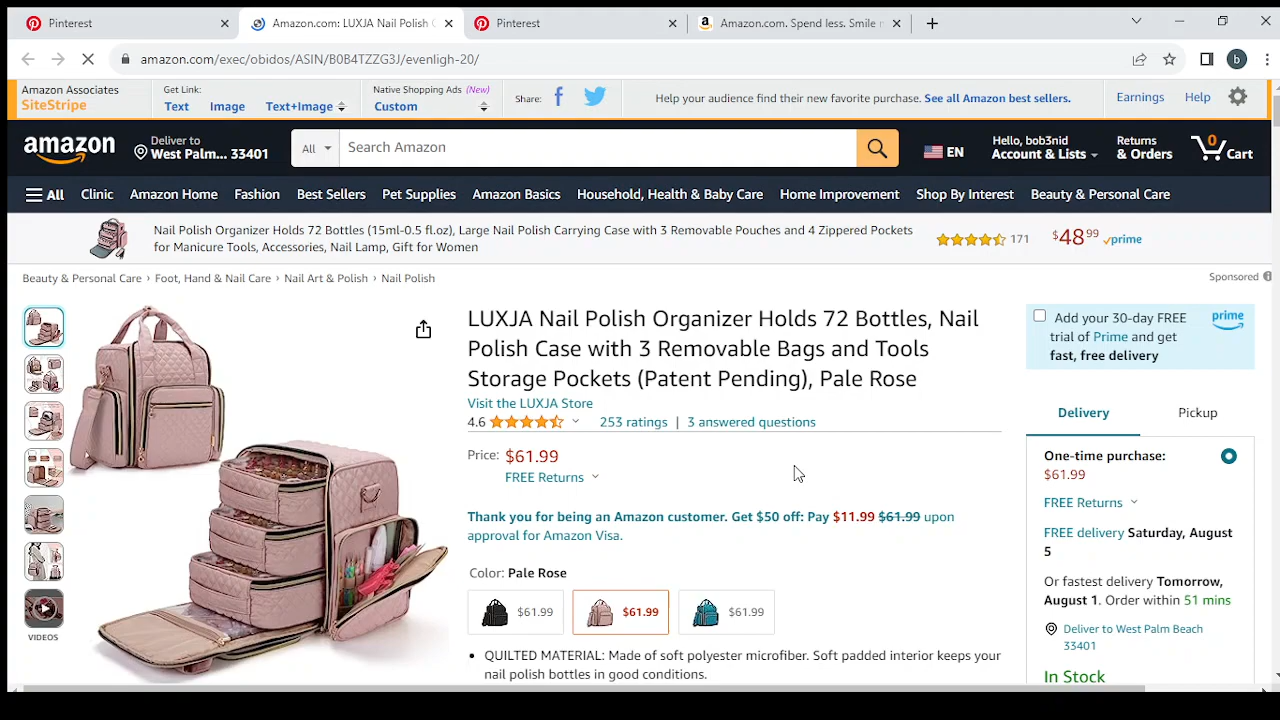 Pinterest
Amazon.com: LUXJA Nail Polish
Pinterest
Amazon.com. Spend less. Smile
amazon.com/exec/obidos/ASIN/B0B4TZZG3J/evenligh-20/
b
Amazon Associates
SiteStripe
Get Link:
Text Image Text+Image
Native Shopping Ads (New)
Custom
Share:
Help your audience find their new favorite purchase. See all Amazon best sellers.
Earnings Help
amazon
Deliver to
West Palm... 33401
All Search Amazon
EN
Hello, bob3nid
Account & Lists
Returns
& Orders
0
Cart
All Clinic Amazon Home Fashion Best Sellers Pet Supplies Amazon Basics Household, Health & Baby Care Home Improvement Shop By Interest Beauty & Personal Care
Nail Polish Organizer Holds 72 Bottles (15ml-0.5 fl.oz), Large Nail Polish Carrying Case with 3 Removable Pouches and 4 Zippered Pockets
for Manicure Tools, Accessories, Nail Lamp, Gift for Women
171
$48 99 prime
Beauty & Personal Care › Foot, Hand & Nail Care › Nail Art & Polish › Nail Polish
Sponsored
VIDEOS
LUXJA Nail Polish Organizer Holds 72 Bottles, Nail
Polish Case with 3 Removable Bags and Tools
Storage Pockets (Patent Pending), Pale Rose
Visit the LUXJA Store
4.6 253 ratings | 3 answered questions
Price: $61.99
FREE Returns
Thank you for being an Amazon customer. Get $50 off: Pay $11.99 $61.99 upon
approval for Amazon Visa.
Color: Pale Rose
$61.99 $61.99 $61.99
• QUILTED MATERIAL: Made of soft polyester microfiber. Soft padded interior keeps your
nail polish bottles in good conditions.
Add your 30-day FREE
trial of Prime and get
fast, free delivery
prime
Delivery Pickup
One-time purchase:
$61.99
FREE Returns
FREE delivery Saturday, August
5
Or fastest delivery Tomorrow,
August 1. Order within 51 mins
Deliver to West Palm Beach
33401
In Stock